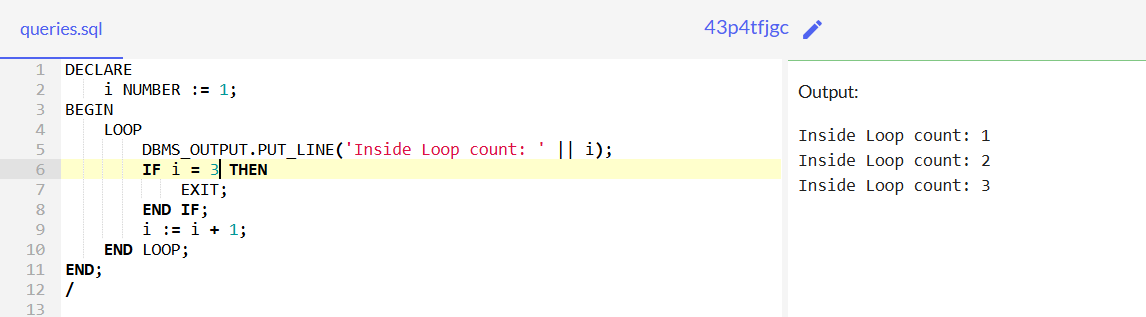 queries.sql
43p4tfjgc
1 DECLARE
2     i NUMBER := 1;
3 BEGIN
4     LOOP
5         DBMS_OUTPUT.PUT_LINE('Inside Loop count: ' || i);
6         IF i = 3 THEN
7             EXIT;
8         END IF;
9         i := i + 1;
10     END LOOP;
11 END;
12 /
13
Output:
Inside Loop count: 1
Inside Loop count: 2
Inside Loop count: 3